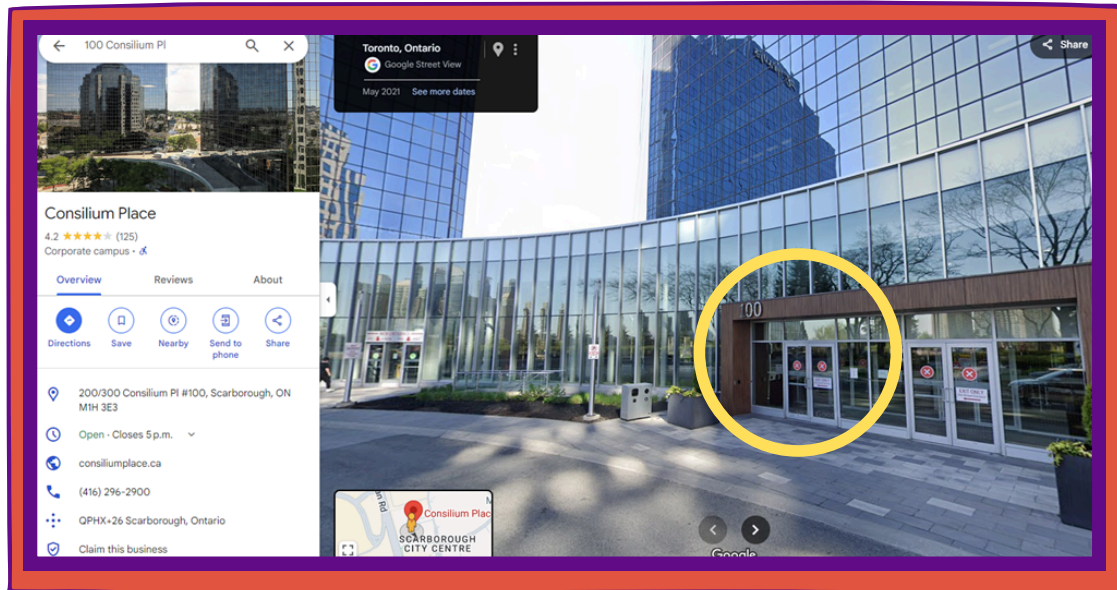 100 Consilium Pl
Consilium Place
4.2 ★★★★★ (125)
Corporate campus ·
Overview Reviews About
Directions Save Nearby Send to phone Share
200/300 Consilium Pl #100, Scarborough, ON
M1H 3E3
Open · Closes 5 p.m.
consiliumplace.ca
(416) 296-2900
QPHX+26 Scarborough, Ontario
Claim this business
Toronto, Ontario
Google Street View
May 2021 See more dates
Share
100
Consilium Plac
SCARBOROUGH
CITY CENTRE
Google